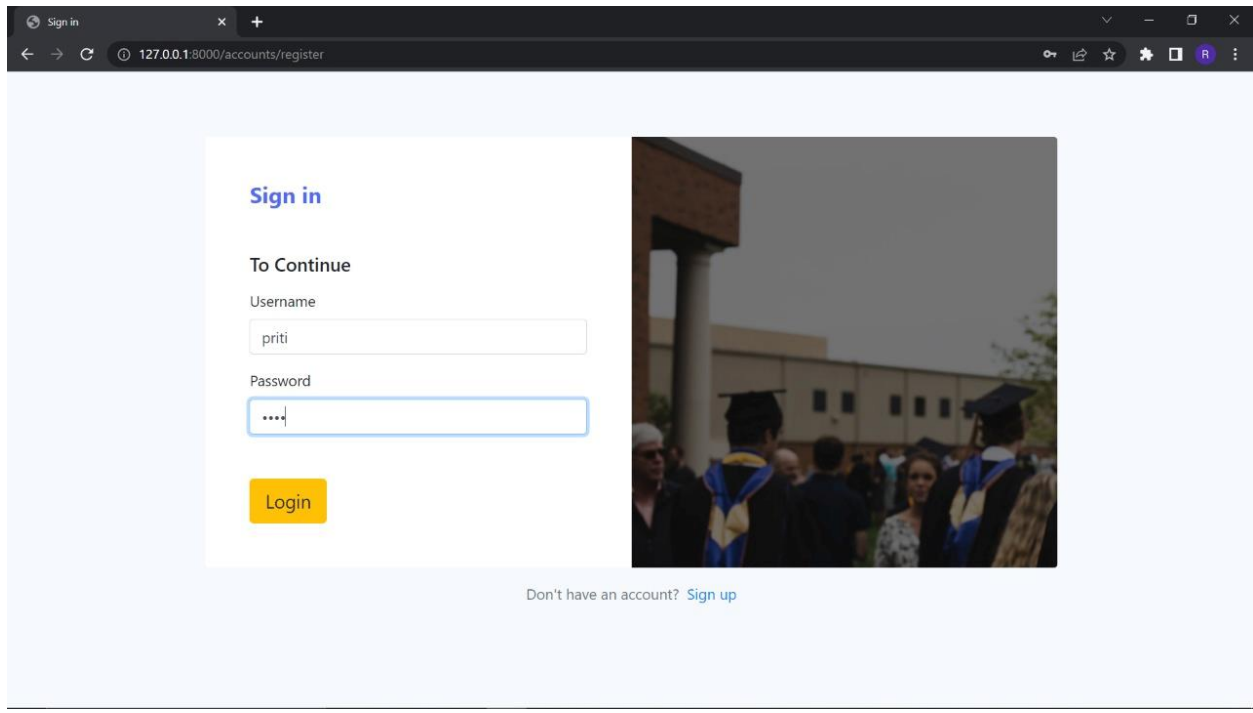 Sign in
127.0.0.1:8000/accounts/register
R
Sign in
To Continue
Username
priti
Password
••••
Login
Don't have an account? Sign up